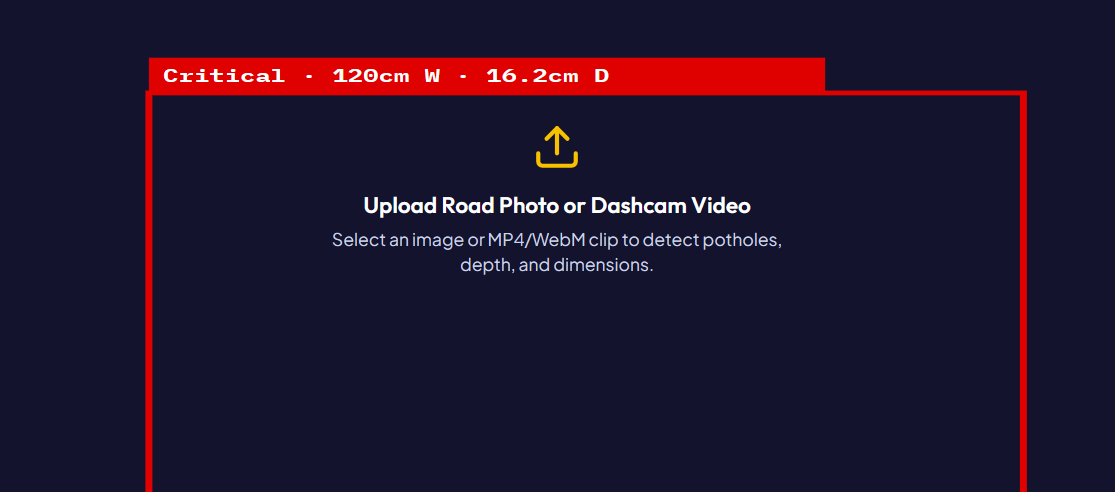 Critical · 120cm W · 16.2cm D
Upload Road Photo or Dashcam Video
Select an image or MP4/WebM clip to detect potholes,
depth, and dimensions.